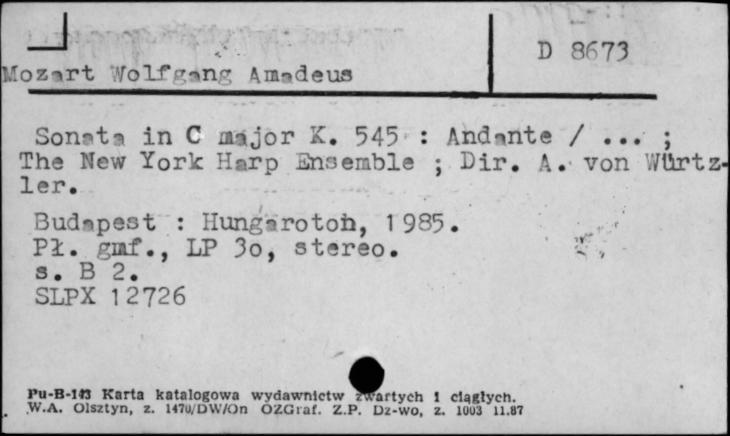 D 8673
Mozart Wolfgang Amadeus
Sonata in C major K. 545 : Andante / ... ;
The New York Harp Ensemble ; Dir. A. von Würtz-
ler.
Budapest : Hungaroton, 1985.
Pł. gmf., LP 3o, stereo.
s. B 2.
SLPX 12726
Pu-B-143 Karta katalogowa wydawnictw zwartych i ciągłych.
W.A. Olsztyn, z. 1470/DW/On OZGraf. Z.P. Dz-wo, z. 1003 11.87